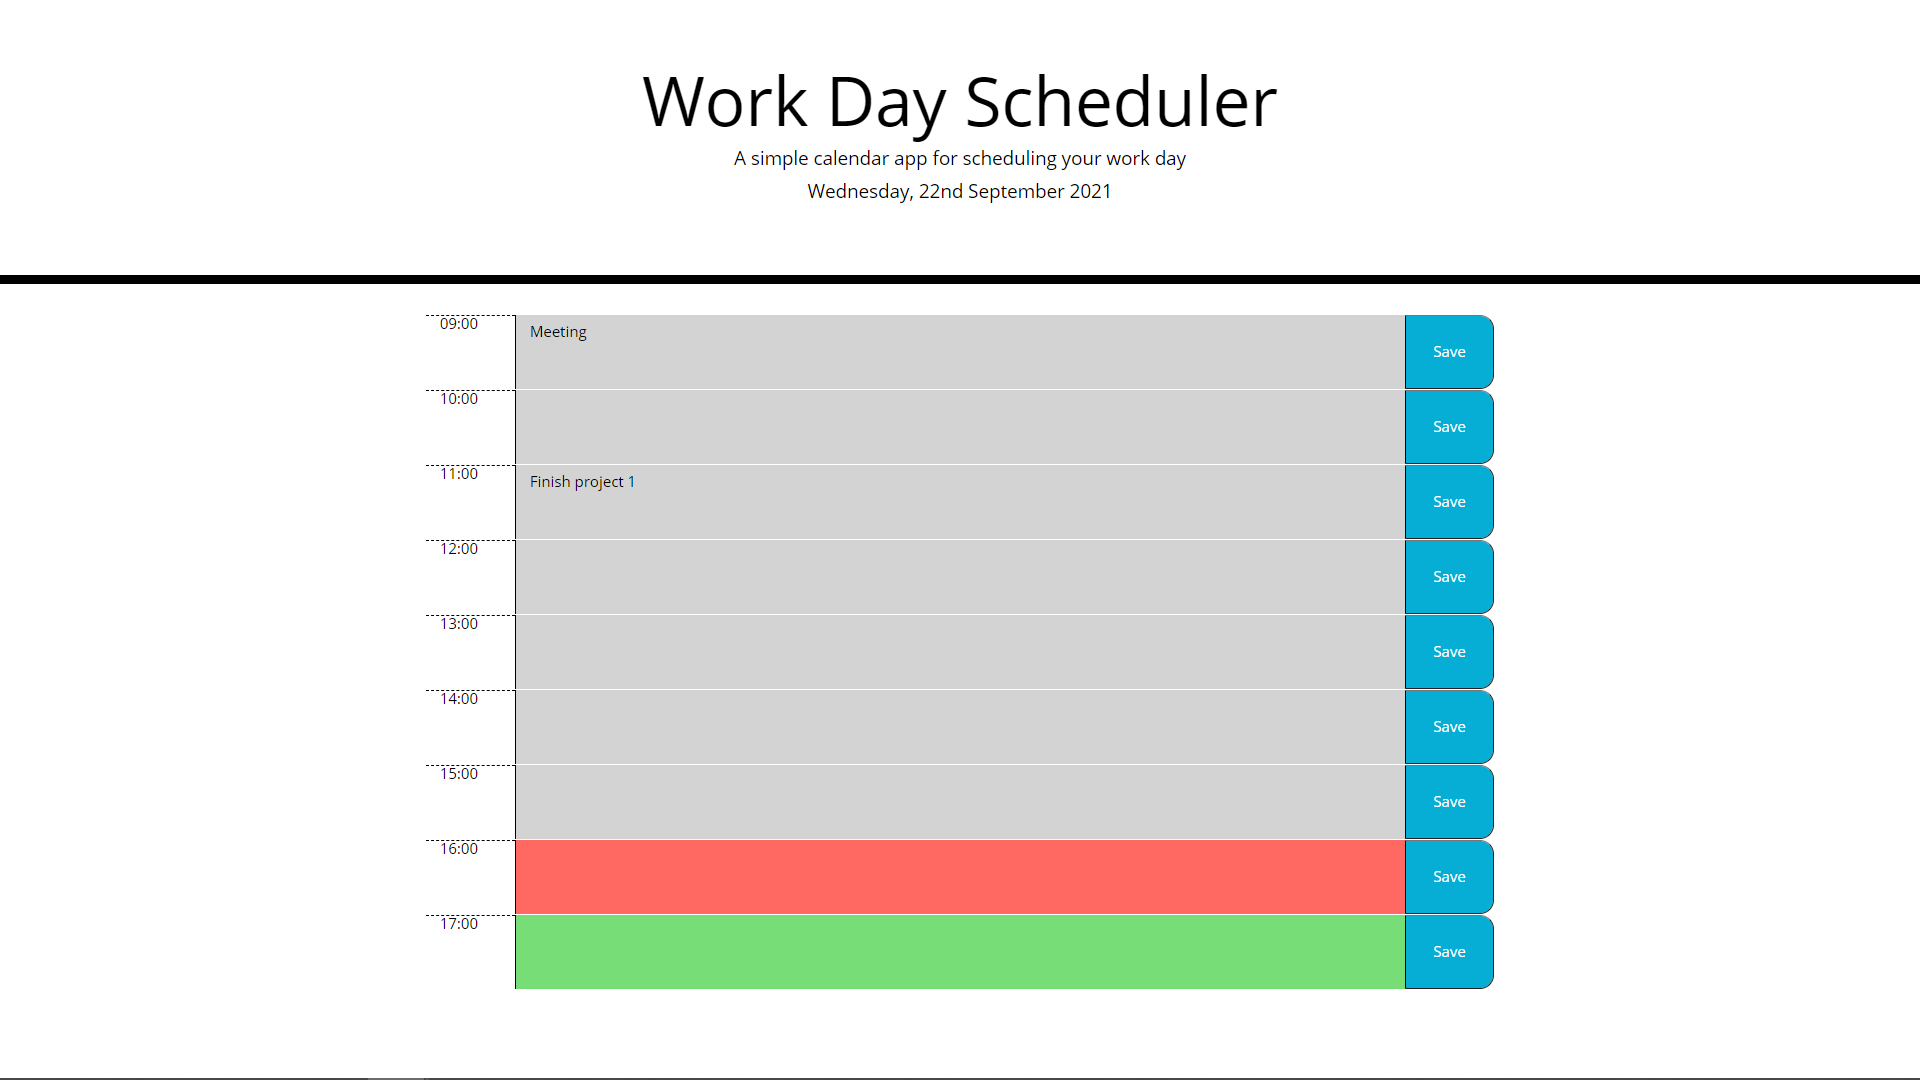 Work Day Scheduler
A simple calendar app for scheduling your work day
Wednesday, 22nd September 2021
09:00 Meeting Save
10:00 Save
11:00 Finish project 1 Save
12:00 Save
13:00 Save
14:00 Save
15:00 Save
16:00 Save
17:00 Save